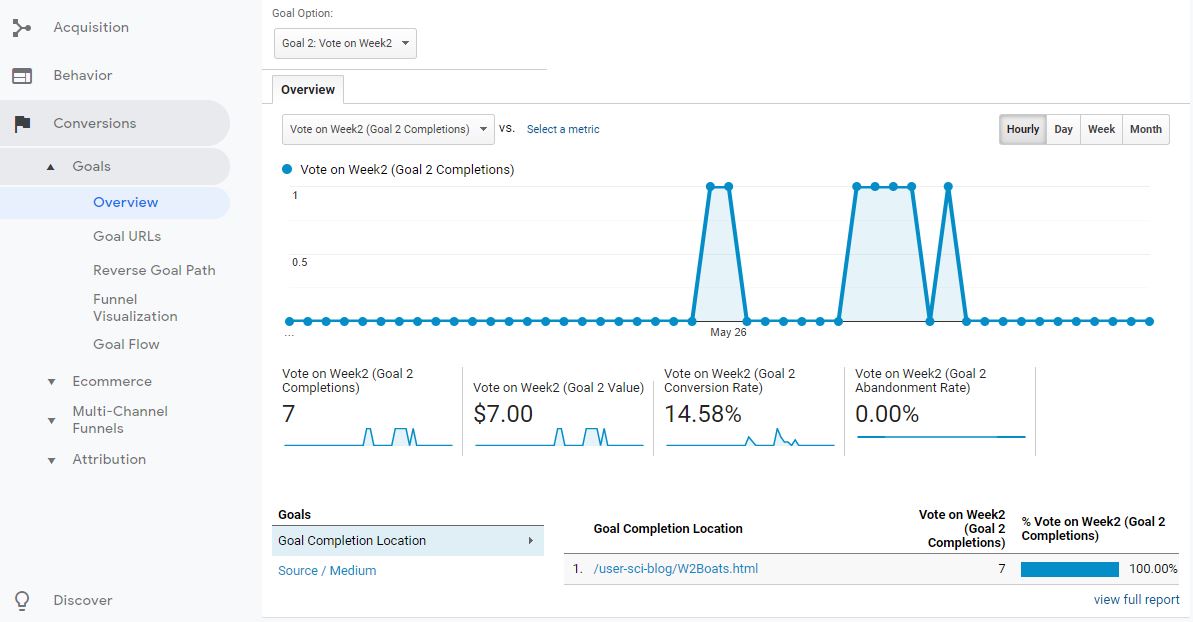 Acquisition
Behavior
Conversions
Goals
Overview
Goal URLs
Reverse Goal Path
Funnel
Visualization
Goal Flow
Ecommerce
Multi-Channel
Funnels
Attribution
Discover
Goal Option:
Goal 2: Vote on Week2
Overview
Vote on Week2 (Goal 2 Completions) VS. Select a metric
Hourly Day Week Month
Vote on Week2 (Goal 2 Completions)
1
0.5
... May 26
Vote on Week2 (Goal 2
Completions)
7
Vote on Week2 (Goal 2 Value)
$7.00
Vote on Week2 (Goal 2
Conversion Rate)
14.58%
Vote on Week2 (Goal 2
Abandonment Rate)
0.00%
Goals
Goal Completion Location
Source / Medium
Goal Completion Location
Vote on Week2
(Goal 2
Completions)
% Vote on Week2 (Goal 2
Completions)
1. /user-sci-blog/W2Boats.html 7 100.00%
view full report